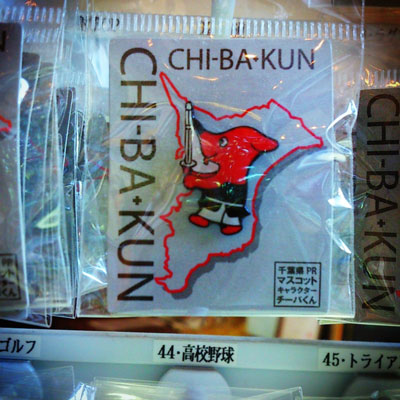 CHI-BA+KUN
CHI-BA+KUN
千葉県 PR
マスコット
キャラクター
チーバくん
CHI-BA+KUN
ゴルフ
44・高校野球
45・トライア